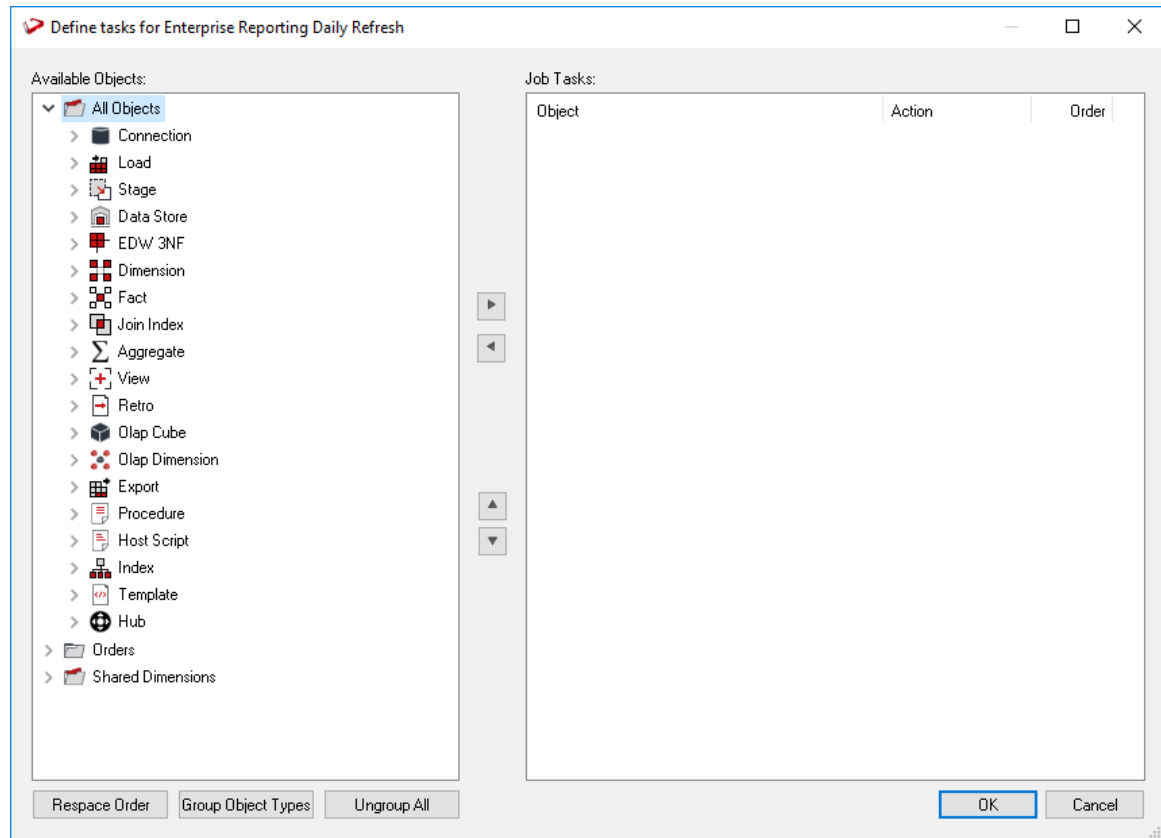 Define tasks for Enterprise Reporting Daily Refresh
Available Objects:
All Objects
Connection
Load
Stage
Data Store
EDW 3NF
Dimension
Fact
Join Index
Aggregate
View
Retro
Olap Cube
Olap Dimension
Export
Procedure
Host Script
Index
Template
Hub
Orders
Shared Dimensions
Respace Order Group Object Types Ungroup All
Job Tasks:
Object Action Order
OK Cancel